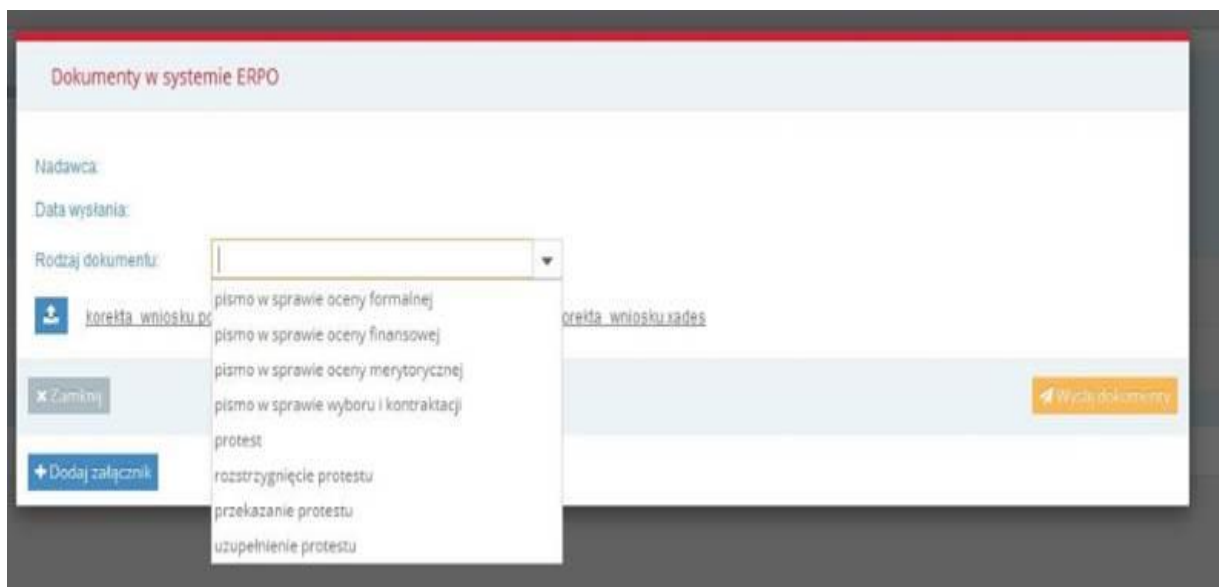 Dokumenty w systemie ERPO
Nadawca:
Data wysłania:
Rodzaj dokumentu:
pismo w sprawie oceny formalnej
korekta_wniosku.pd orekta_wniosku.xades
pismo w sprawie oceny finansowej
pismo w sprawie oceny merytorycznej
Zamknij
pismo w sprawie wyboru i kontraktacji
Wyślij dokumenty
protest
Dodaj załącznik
rozstrzygnięcie protestu
przekazanie protestu
uzupełnienie protestu